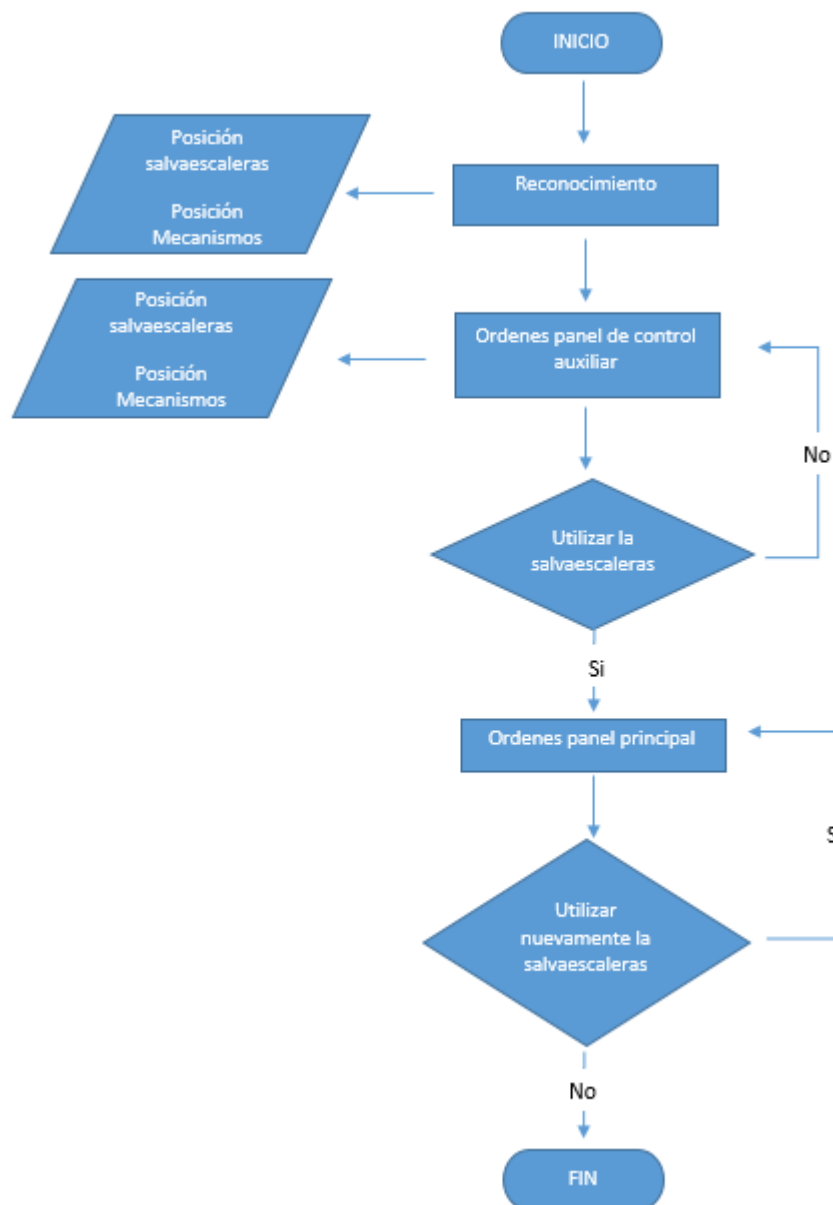 INICIO
Posición
salvaescaleras
Posición
Mecanismos
Reconocimiento
Posición
salvaescaleras
Posición
Mecanismos
Ordenes panel de control
auxiliar
No
Utilizar la
salvaescaleras
Si
Ordenes panel principal
Utilizar
nuevamente la
salvaescaleras
No
FIN